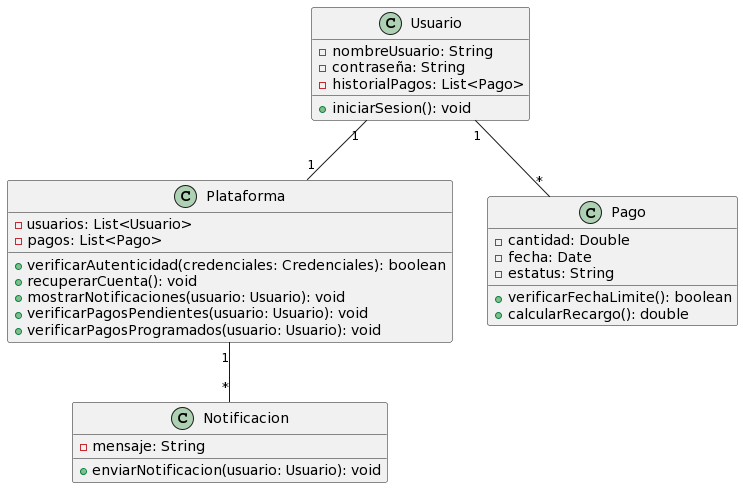 C Usuario
nombreUsuario: String
contraseña: String
historialPagos: List<Pago>
iniciarSesion(): void
1
1
1
*
C Plataforma
usuarios: List<Usuario>
pagos: List<Pago>
verificarAutenticidad(credenciales: Credenciales): boolean
recuperarCuenta(): void
mostrarNotificaciones(usuario: Usuario): void
verificarPagosPendientes(usuario: Usuario): void
verificarPagosProgramados(usuario: Usuario): void
C Pago
cantidad: Double
fecha: Date
estatus: String
verificarFechaLimite(): boolean
calcularRecargo(): double
1
*
C Notificacion
mensaje: String
enviarNotificacion(usuario: Usuario): void